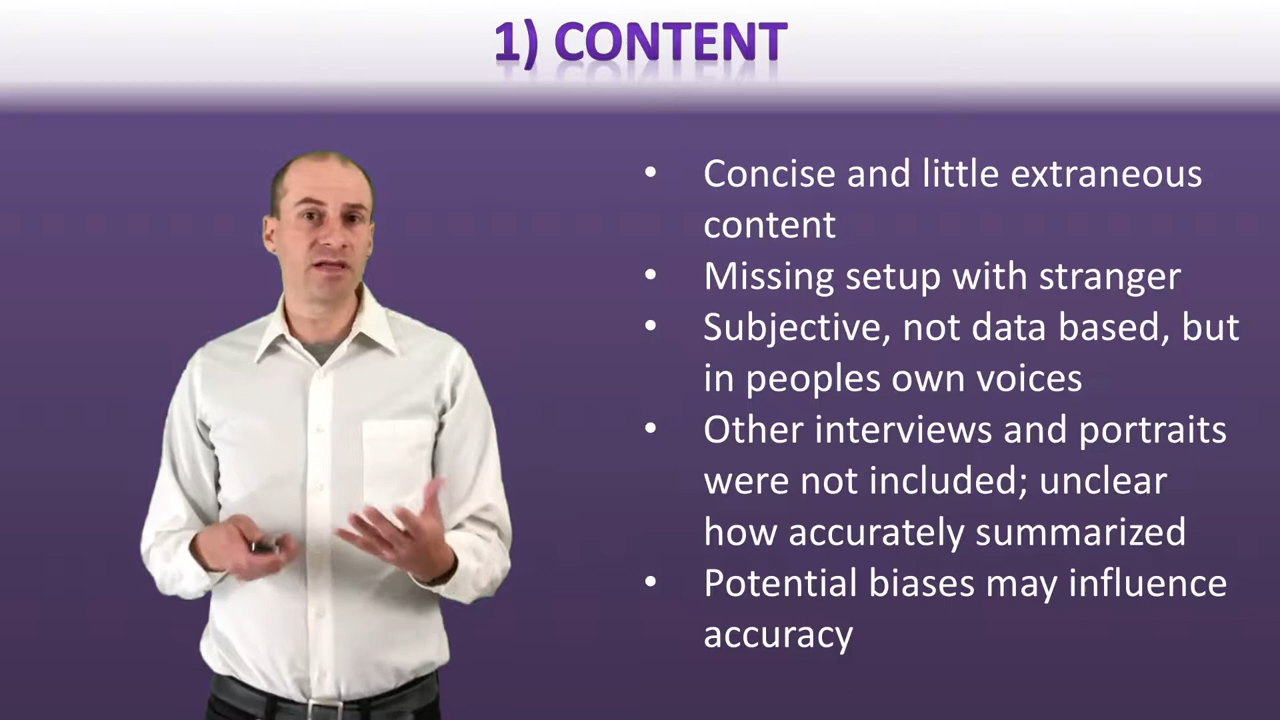 1) CONTENT
• Concise and little extraneous
content
• Missing setup with stranger
• Subjective, not data based, but
in peoples own voices
• Other interviews and portraits
were not included; unclear
how accurately summarized
• Potential biases may influence
accuracy